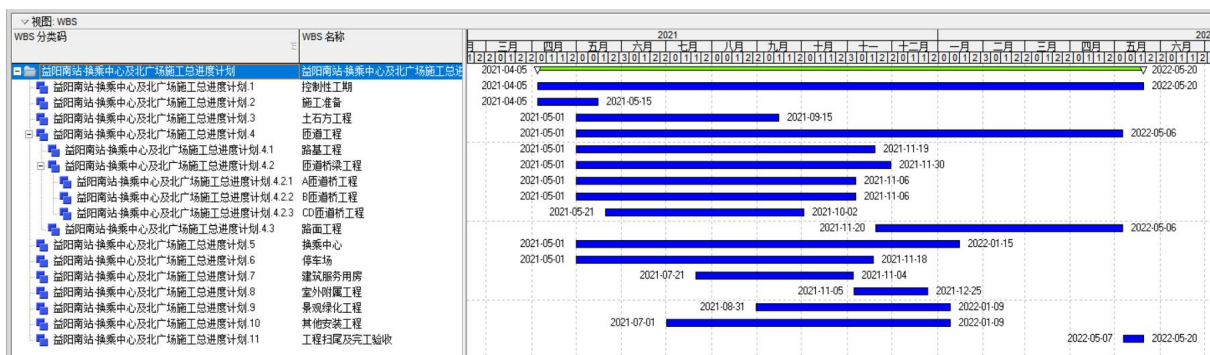 视图: WBS
WBS 分类码 WBS 名称
2021 202
月 三月 四月 五月 六月 七月 八月 九月 十月 十一 十二月 一月 二月 三月 四月 五月 六月
益阳南站-换乘中心及北广场施工总进度计划 益阳南站-换乘中心及北广场施工总进 2021-04-05 2022-05-20
益阳南站-换乘中心及北广场施工总进度计划.1 控制性工期 2021-04-05 2022-05-20
益阳南站-换乘中心及北广场施工总进度计划.2 施工准备 2021-04-05 2021-05-15
益阳南站-换乘中心及北广场施工总进度计划.3 土石方工程 2021-05-01 2021-09-15
益阳南站-换乘中心及北广场施工总进度计划.4 匝道工程 2021-05-01 2022-05-06
益阳南站-换乘中心及北广场施工总进度计划.4.1 路基工程 2021-05-01 2021-11-19
益阳南站-换乘中心及北广场施工总进度计划.4.2 匝道桥梁工程 2021-05-01 2021-11-30
益阳南站-换乘中心及北广场施工总进度计划.4.2.1 A匝道桥工程 2021-05-01 2021-11-06
益阳南站-换乘中心及北广场施工总进度计划.4.2.2 B匝道桥工程 2021-05-01 2021-11-06
益阳南站-换乘中心及北广场施工总进度计划.4.2.3 CD匝道桥工程 2021-05-21 2021-10-02
益阳南站-换乘中心及北广场施工总进度计划.4.3 路面工程 2021-11-20 2022-05-06
益阳南站-换乘中心及北广场施工总进度计划.5 换乘中心 2021-05-01 2022-01-15
益阳南站-换乘中心及北广场施工总进度计划.6 停车场 2021-05-01 2021-11-18
益阳南站-换乘中心及北广场施工总进度计划.7 建筑服务用房 2021-07-21 2021-11-04
益阳南站-换乘中心及北广场施工总进度计划.8 室外附属工程 2021-11-05 2021-12-25
益阳南站-换乘中心及北广场施工总进度计划.9 景观绿化工程 2021-08-31 2022-01-09
益阳南站-换乘中心及北广场施工总进度计划.10 其他安装工程 2021-07-01 2022-01-09
益阳南站-换乘中心及北广场施工总进度计划.11 工程扫尾及完工验收 2022-05-07 2022-05-20